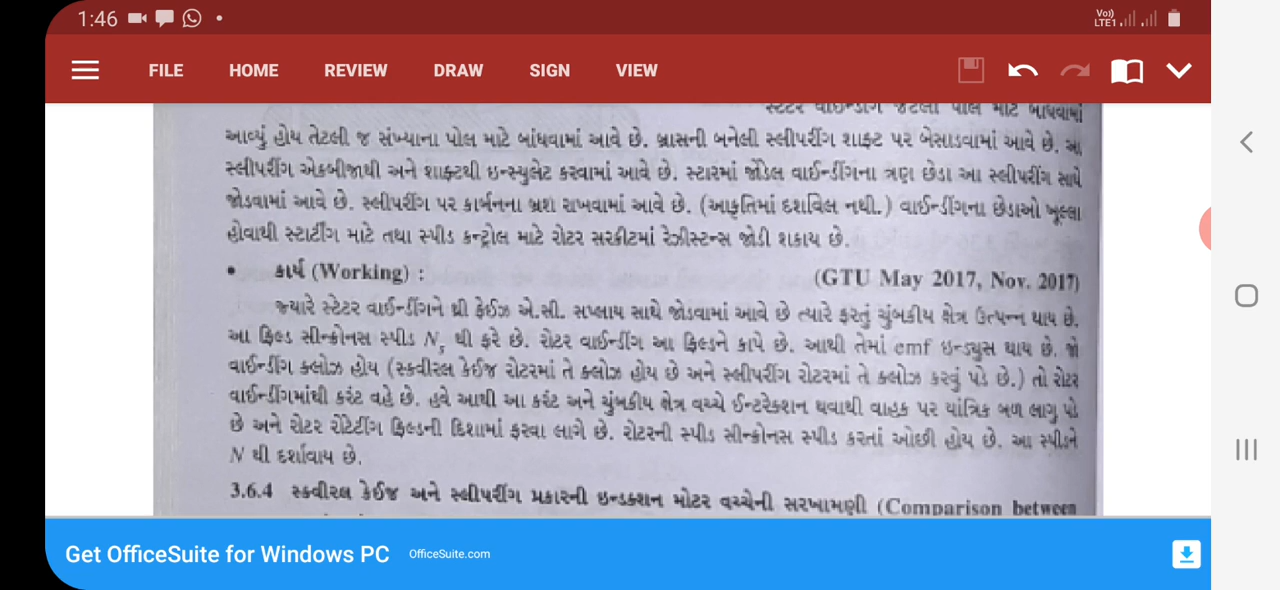 1:46
Vo)) LTE1
FILE HOME REVIEW DRAW SIGN VIEW
સ્ટેટર વાઈન્ડીંગ જેટલા પોલ માટે બાંધવામાં
આવ્યું હોય તેટલી જ સંખ્યાના પોલ માટે બાંધવામાં આવે છે. બ્રાસની બનેલી સ્લીપરીંગ શાફ્ટ પર બેસાડવામાં આવે છે. આ
સ્લીપરીંગ એકબીજાથી અને શાફ્ટથી ઇન્સ્યુલેટ કરવામાં આવે છે. સ્ટારમાં જોડેલ વાઈન્ડીંગના ત્રણ છેડા આ સ્લીપરીંગ સાથે
જોડવામાં આવે છે. સ્લીપરીંગ પર કાર્બનના બ્રશ રાખવામાં આવે છે. (આકૃતિમાં દર્શાવેલ નથી.) વાઈન્ડીંગના છેડાઓ ખૂલ્લા
હોવાથી સ્ટાર્ટીંગ માટે તથા સ્પીડ કન્ટ્રોલ માટે રોટર સરકીટમાં રેઝીસ્ટન્સ જોડી શકાય છે.
• કાર્ય (Working) : (GTU May 2017, Nov. 2017)
જ્યારે સ્ટેટર વાઈન્ડીંગને થ્રી ફેઈઝ એ.સી. સપ્લાય સાથે જોડવામાં આવે છે ત્યારે ફરતું ચુંબકીય ક્ષેત્ર ઉત્પન્ન થાય છે.
આ ફિલ્ડ સીન્ક્રોનસ સ્પીડ Ns થી ફરે છે. રોટર વાઈન્ડીંગ આ ફિલ્ડને કાપે છે. આથી તેમાં emf ઇન્ડ્યુસ થાય છે. જો
વાઈન્ડીંગ ક્લોઝ હોય (સ્ક્વીરલ કેઈજ રોટરમાં તે ક્લોઝ હોય છે અને સ્લીપરીંગ રોટરમાં તે ક્લોઝ કરવું પડે છે.) તો રોટર
વાઈન્ડીંગમાંથી કરંટ વહે છે. હવે આથી આ કરંટ અને ચુંબકીય ક્ષેત્ર વચ્ચે ઈન્ટરેક્શન થવાથી વાહક પર યાંત્રિક બળ લાગુ પડે
છે અને રોટર રોટેટીંગ ફિલ્ડની દિશામાં ફરવા લાગે છે. રોટરની સ્પીડ સીન્ક્રોનસ સ્પીડ કરતાં ઓછી હોય છે. આ સ્પીડને
N થી દર્શાવાય છે.
3.6.4 સ્ક્વીરલ કેઈજ અને સ્લીપરીંગ પ્રકારની ઇન્ડક્શન મોટર વચ્ચેની સરખામણી (Comparison between
Get OfficeSuite for Windows PC OfficeSuite.com